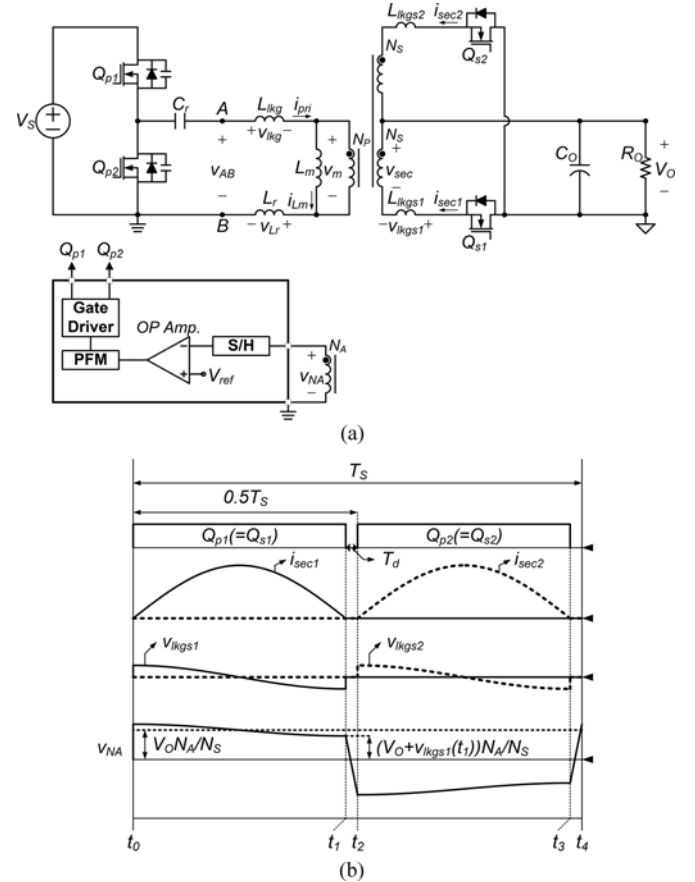 L_lkgs2 i_sec2
Q_s2
N_S
Q_p1
V_S
C_r A L_lkg i_pri
+ v_lkg −
N_P N_S
+ + + + +
Q_p2 v_AB L_m v_m v_sec C_O R_O V_O
− − − −
L_r i_Lm L_lkgs1 i_sec1
B − v_Lr + − v_lkgs1 + Q_s1
Q_p1 Q_p2
Gate
Driver
OP Amp.
PFM
S/H
−
+ V_ref
N_A
+
v_NA
−
(a)
T_S
0.5T_S
Q_p1(=Q_s1) Q_p2(=Q_s2)
T_d
i_sec1 i_sec2
v_lkgs1 v_lkgs2
v_NA V_O N_A/N_S (V_O+v_lkgs1(t_1))N_A/N_S
t_0 t_1 t_2 t_3 t_4
(b)